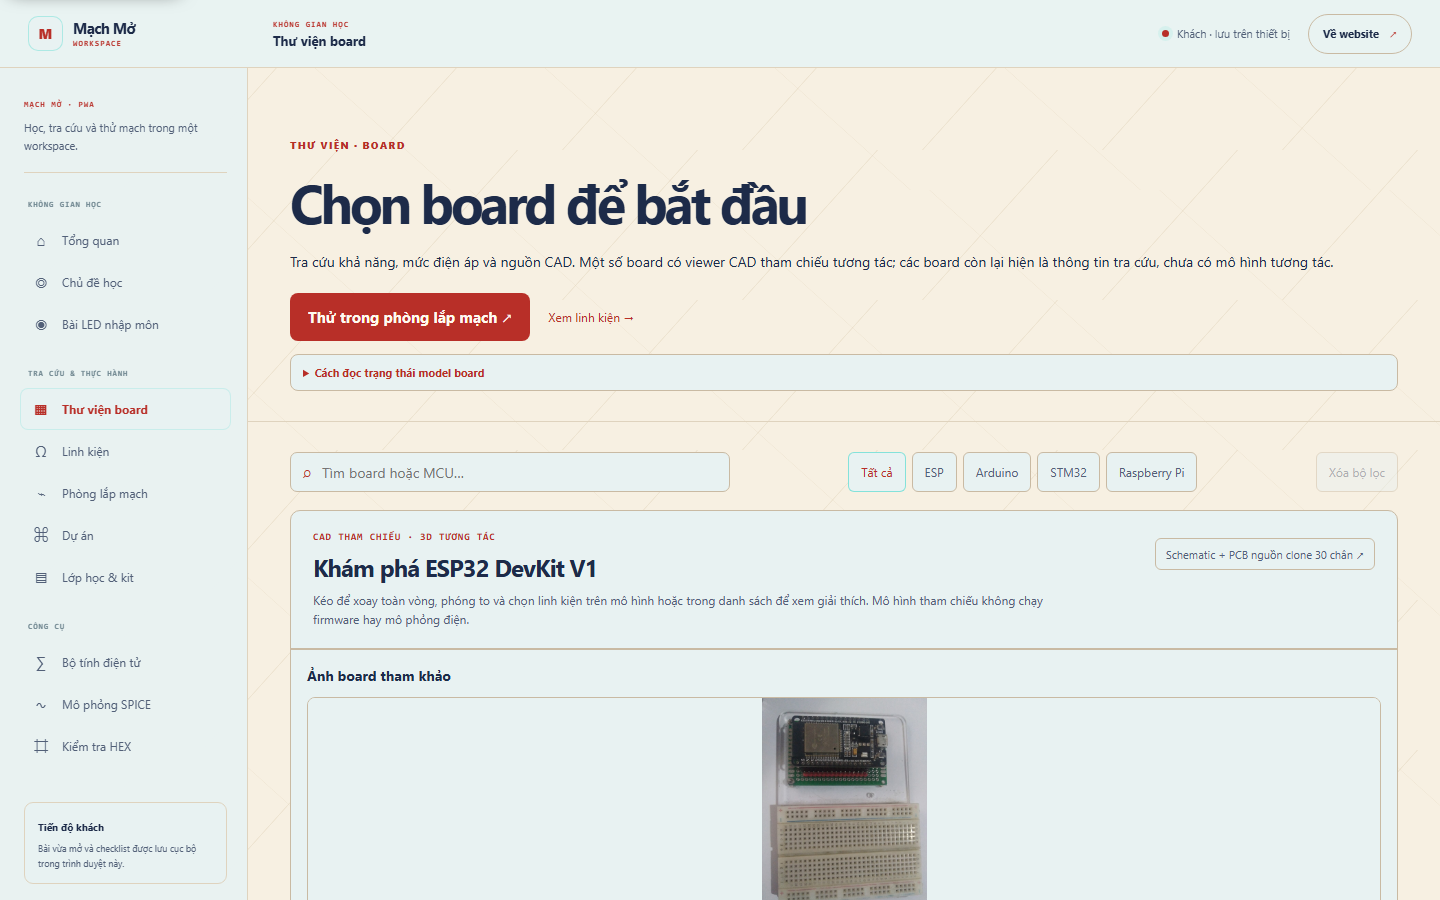 M
Mạch Mở
WORKSPACE
KHÔNG GIAN HỌC
Thư viện board
Khách · lưu trên thiết bị
Về website ↗
MẠCH MỞ · PWA
Học, tra cứu và thử mạch trong một
workspace.
KHÔNG GIAN HỌC
Tổng quan
Chủ đề học
Bài LED nhập môn
TRA CỨU & THỰC HÀNH
Thư viện board
Linh kiện
Phòng lắp mạch
Dự án
Lớp học & kit
CÔNG CỤ
Bộ tính điện tử
Mô phỏng SPICE
Kiểm tra HEX
Tiến độ khách
Bài vừa mở và checklist được lưu cục bộ
trong trình duyệt này.
THƯ VIỆN · BOARD
Chọn board để bắt đầu
Tra cứu khả năng, mức điện áp và nguồn CAD. Một số board có viewer CAD tham chiếu tương tác; các board còn lại hiện là thông tin tra cứu, chưa có mô hình tương tác.
Thử trong phòng lắp mạch ↗
Xem linh kiện →
▶ Cách đọc trạng thái model board
Tìm board hoặc MCU...
Tất cả
ESP
Arduino
STM32
Raspberry Pi
Xóa bộ lọc
CAD THAM CHIẾU · 3D TƯƠNG TÁC
Khám phá ESP32 DevKit V1
Schematic + PCB nguồn clone 30 chân ↗
Kéo để xoay toàn vòng, phóng to và chọn linh kiện trên mô hình hoặc trong danh sách để xem giải thích. Mô hình tham chiếu không chạy
firmware hay mô phỏng điện.
Ảnh board tham khảo